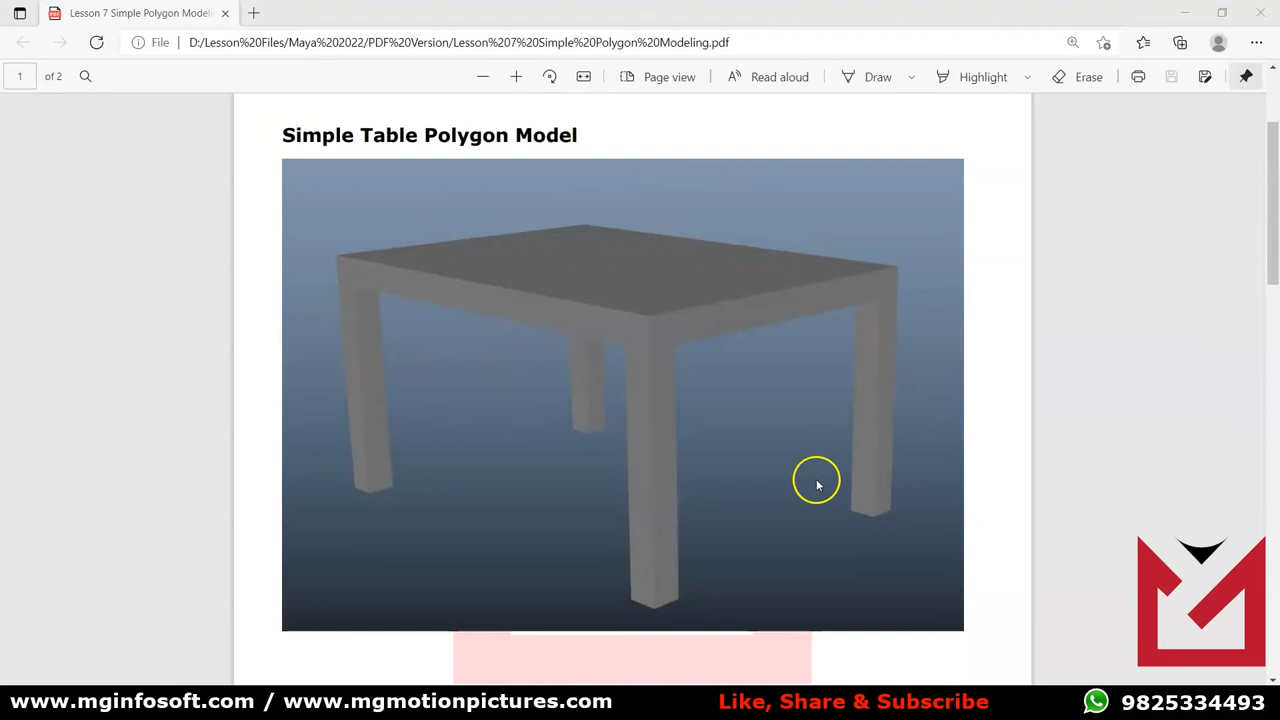 Lesson 7 Simple Polygon Model
File D:/Lesson%20Files/Maya%202022/PDF%20Version/Lesson%207%20Simple%20Polygon%20Modeling.pdf
1 of 2 Page view Read aloud Draw Highlight Erase
Simple Table Polygon Model
www.mginfosoft.com / www.mgmotionpictures.com Like, Share & Subscribe 9825334493